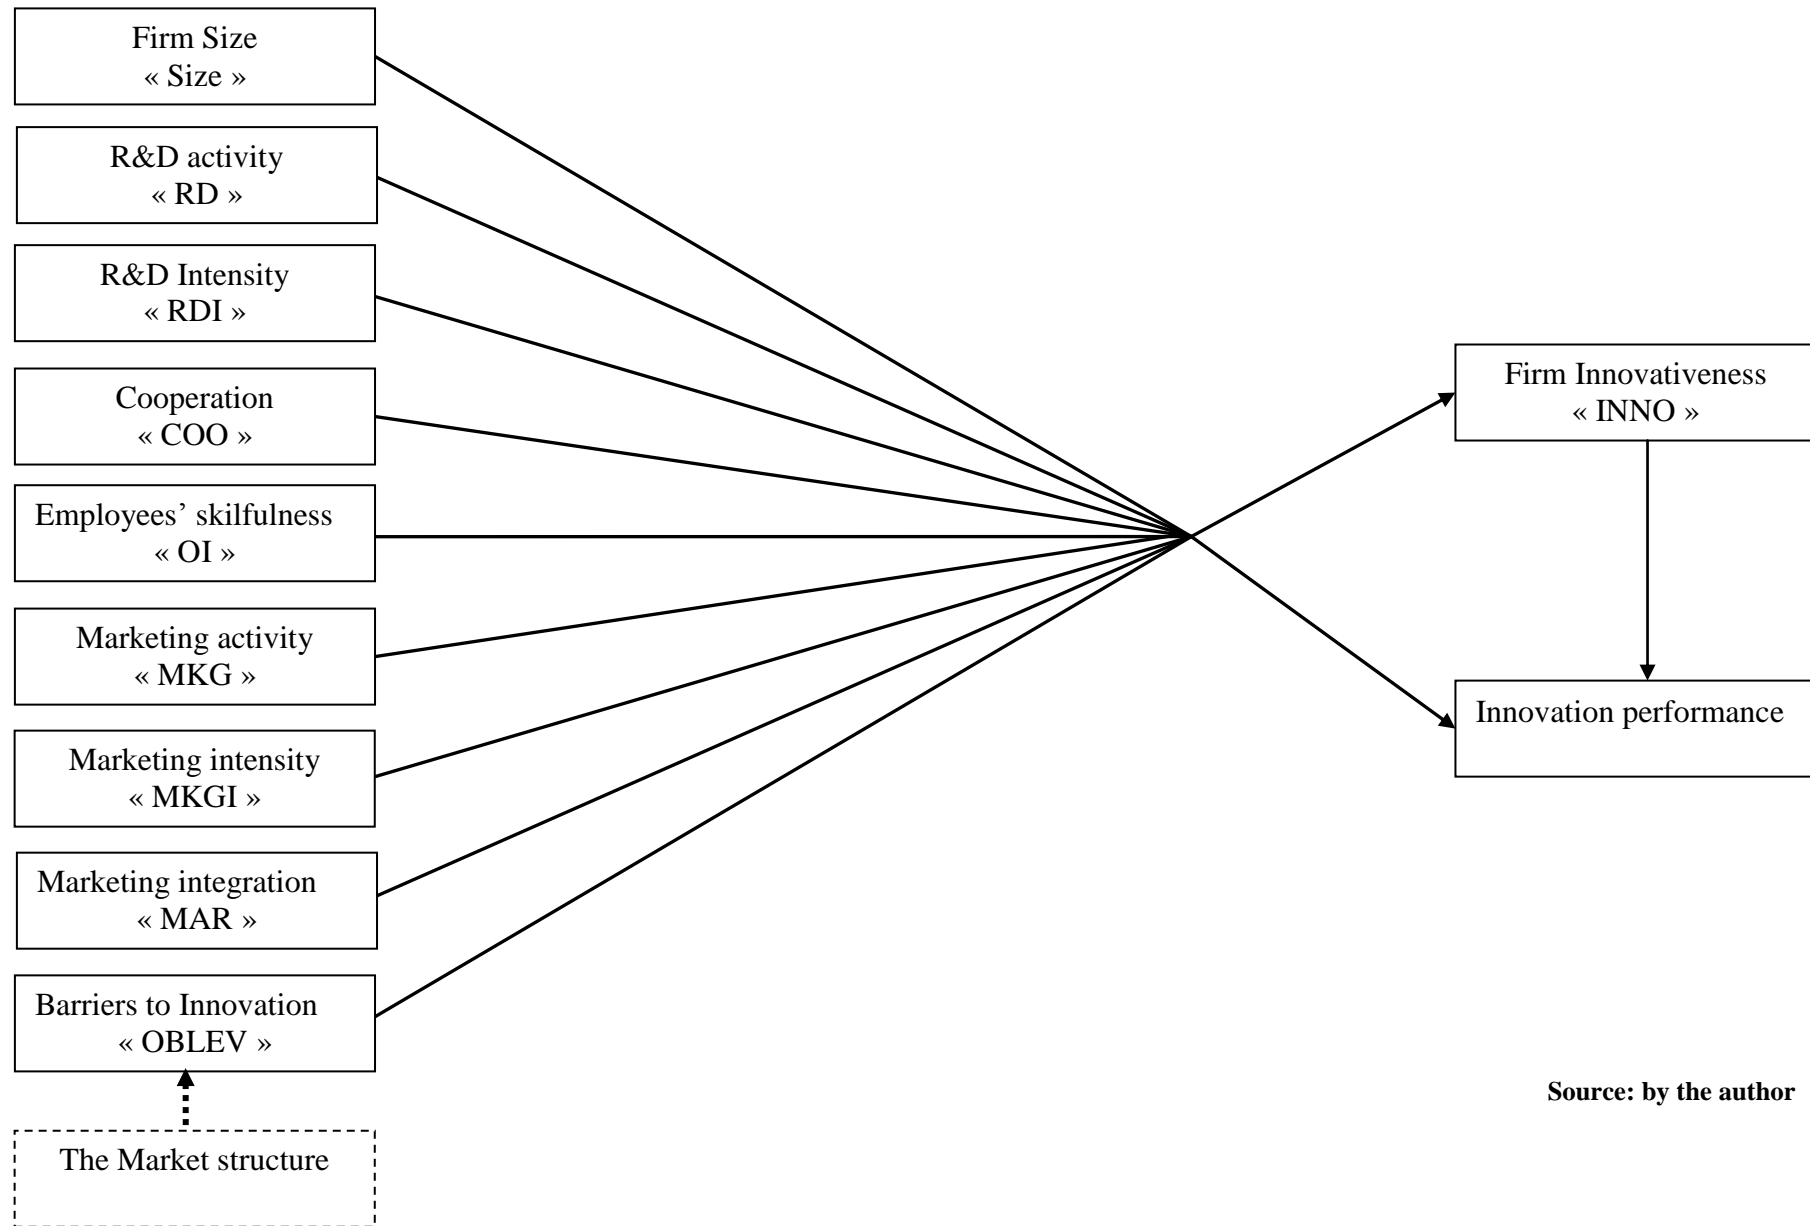 Firm Size
« Size »
R&D activity
« RD »
R&D Intensity
« RDI »
Cooperation
« COO »
Employees’ skilfulness
« OI »
Marketing activity
« MKG »
Marketing intensity
« MKGI »
Marketing integration
« MAR »
Barriers to Innovation
« OBLEV »
The Market structure
Firm Innovativeness
« INNO »
Innovation performance
Source: by the author